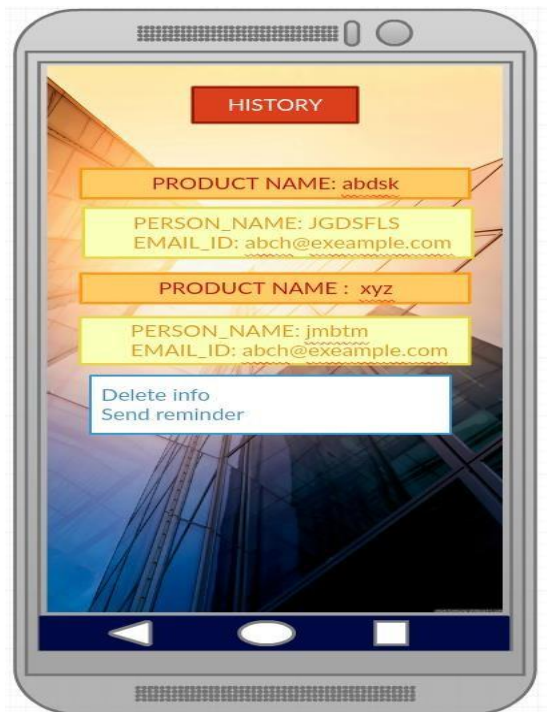 HISTORY
PRODUCT NAME: abdsk
PERSON_NAME: JGDSFLS
EMAIL_ID: abch@exeample.com
PRODUCT NAME : xyz
PERSON_NAME: jmbtm
EMAIL_ID: abch@exeample.com
Delete info
Send reminder